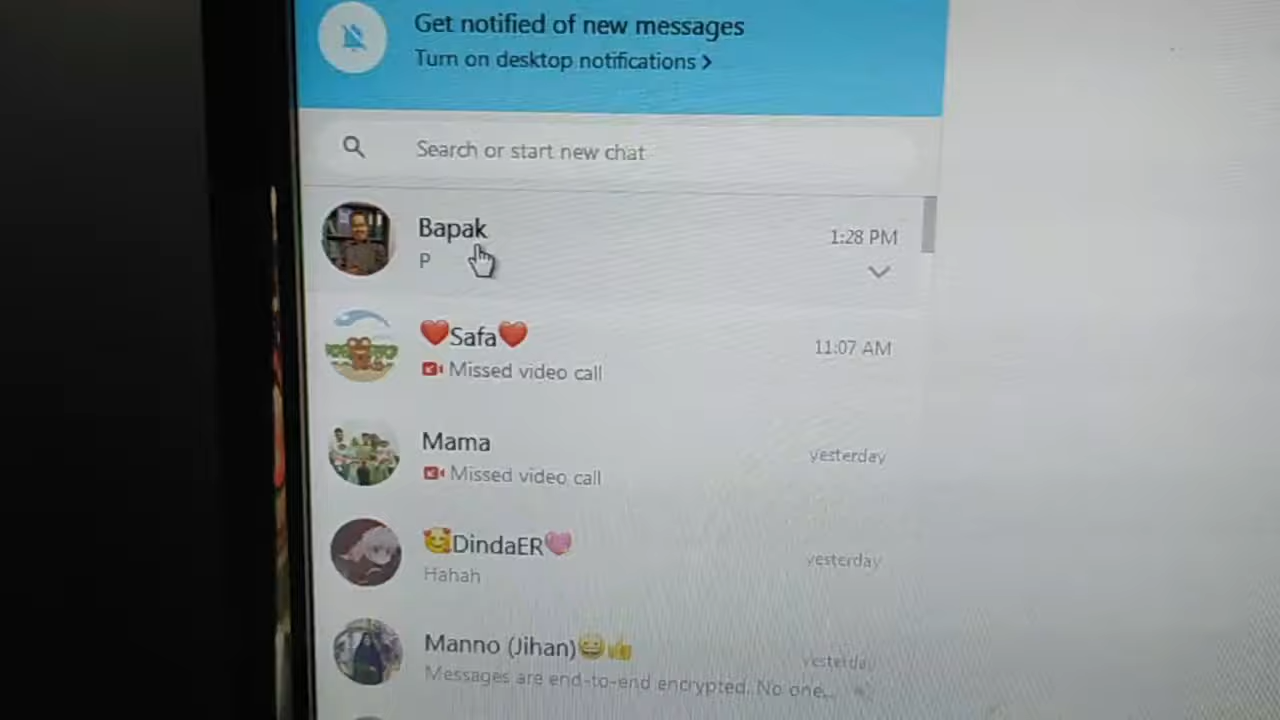 Get notified of new messages
Turn on desktop notifications >
Search or start new chat
Bapak
1:28 PM
P
❤️Safa❤️
11:07 AM
Missed video call
Mama
yesterday
Missed video call
🥰DindaER💓
yesterday
Hahah
Manno (Jihan)😀👍
yesterday
Messages are end-to-end encrypted. No one...